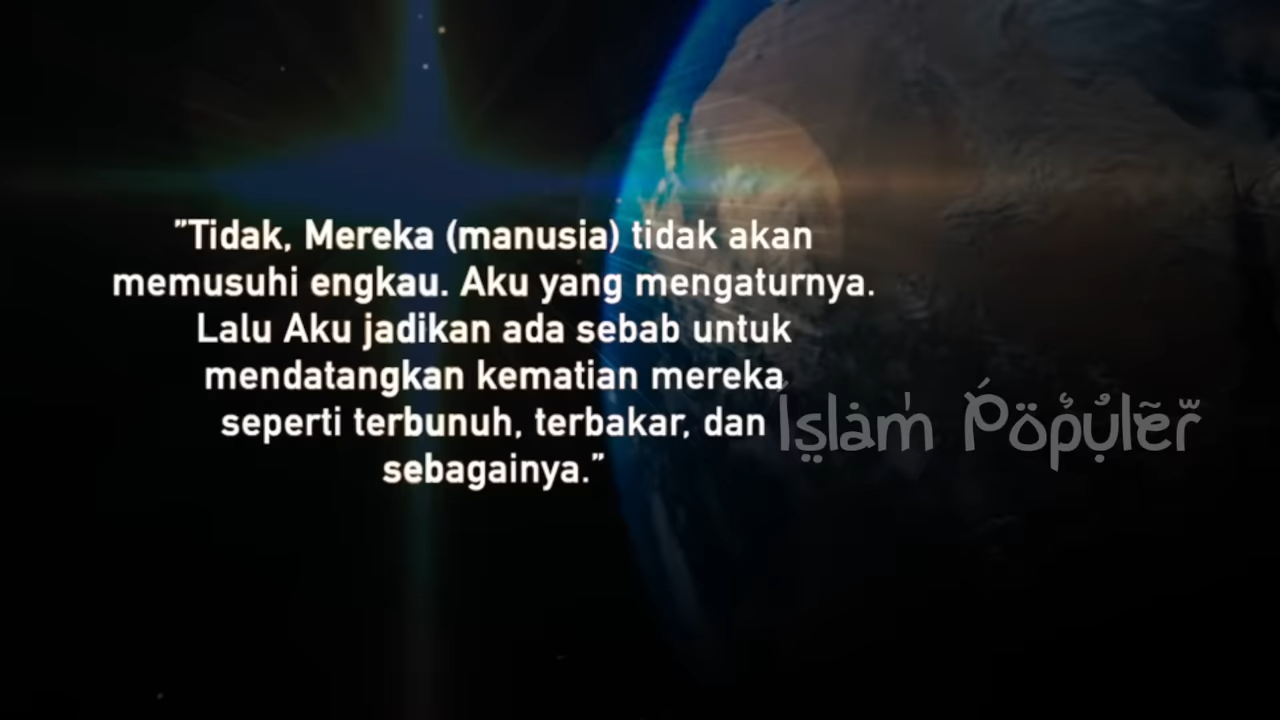 "Tidak, Mereka (manusia) tidak akan
memusuhi engkau. Aku yang mengaturnya.
Lalu Aku jadikan ada sebab untuk
mendatangkan kematian mereka
seperti terbunuh, terbakar, dan
sebagainya."
Islam Populer